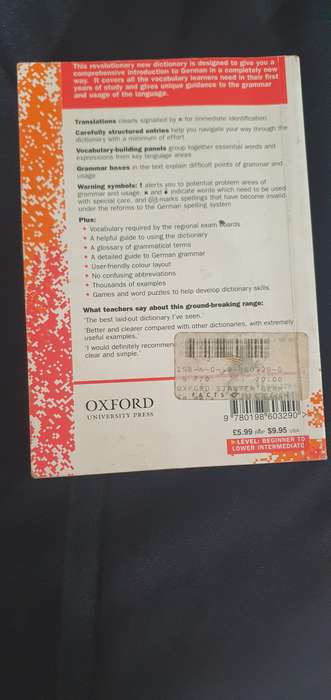 This revolutionary new dictionary is designed to give you a
comprehensive introduction to German in a completely new
way. It covers all the vocabulary learners need in their first
years of study and gives unique guidance to the grammar
and usage of the language.
Translations clearly signalled by for immediate identification
Carefully structured entries help you navigate your way through the
dictionary with a minimum of effort
Vocabulary-building panels group together essential words and
expressions from key language areas
Grammar boxes in the text explain difficult points of grammar and
usage
Warning symbols: ! alerts you to potential problem areas of
grammar and usage, and indicate words which need to be used
with special care, and marks spellings that have become invalid
under the reforms to the German spelling system
Plus:
• Vocabulary required by the regional exam boards
• A helpful guide to using the dictionary
• A glossary of grammatical terms
• A detailed guide to German grammar
• User-friendly colour layout
• No confusing abbreviations
• Thousands of examples
• Games and word puzzles to help develop dictionary skills
What teachers say about this ground-breaking range:
'The best laid-out dictionary I've seen.'
'Better and clearer compared with other dictionaries, with extremely
useful examples.'
'I would definitely recommen
clear and simple.'
OXFORD STARTER GERM
FACTS
OXFORD
UNIVERSITY PRESS
9 780198 603290 >
£5.99 RRP $9.95 USA
LEVEL: BEGINNER TO
LOWER INTERMEDIATE